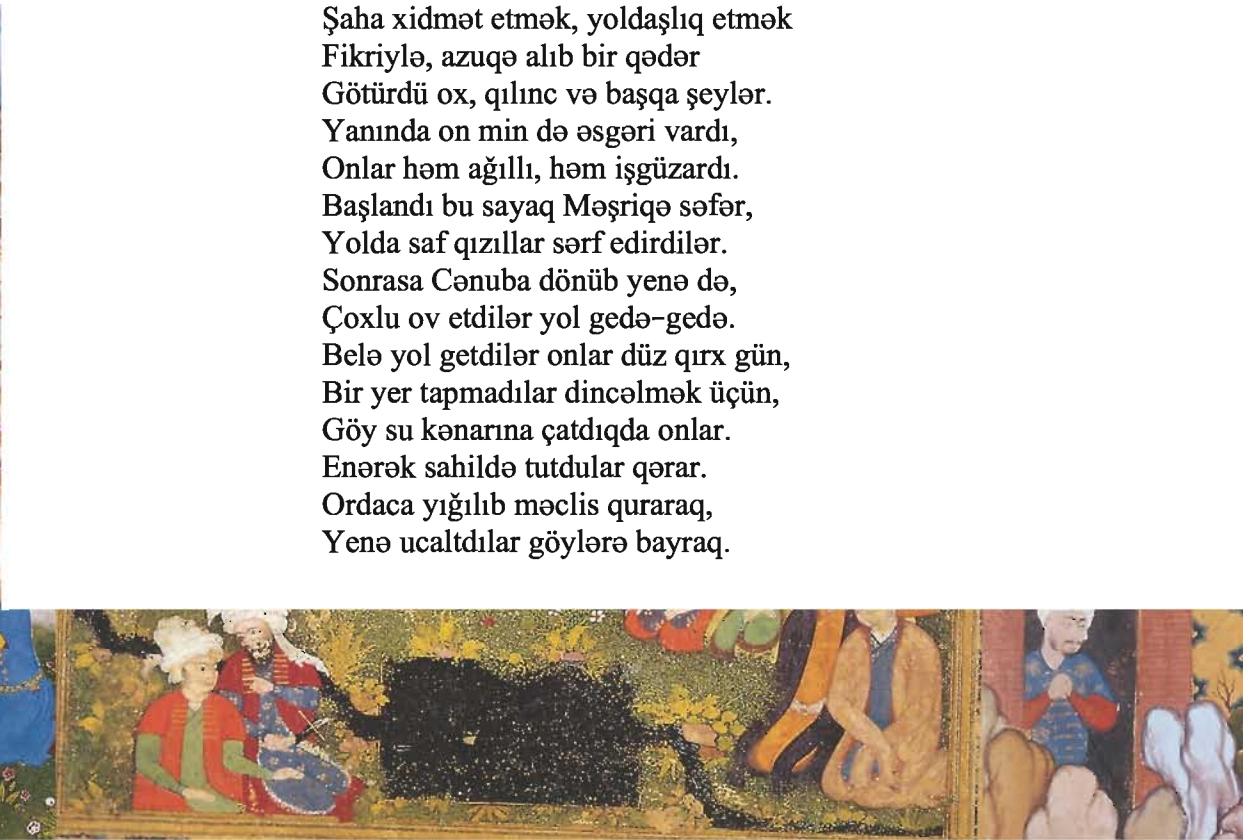 Şaha xidmət etmək, yoldaşlıq etmək
Fikriylə, azuqə alıb bir qədər
Götürdü ox, qılınc və başqa şeylər.
Yanında on min də əsgəri vardı,
Onlar həm ağıllı, həm işgüzardı.
Başlandı bu sayaq Məşriqə səfər,
Yolda saf qızıllar sərf edirdilər.
Sonrasa Cənuba dönüb yenə də,
Çoxlu ov etdilər yol gedə-gedə.
Belə yol getdilər onlar düz qırx gün,
Bir yer tapmadılar dincəlmək üçün,
Göy su kənarına çatdıqda onlar.
Enərək sahildə tutdular qərar.
Ordaca yığılıb məclis quraraq,
Yenə ucaltdılar göylərə bayraq.